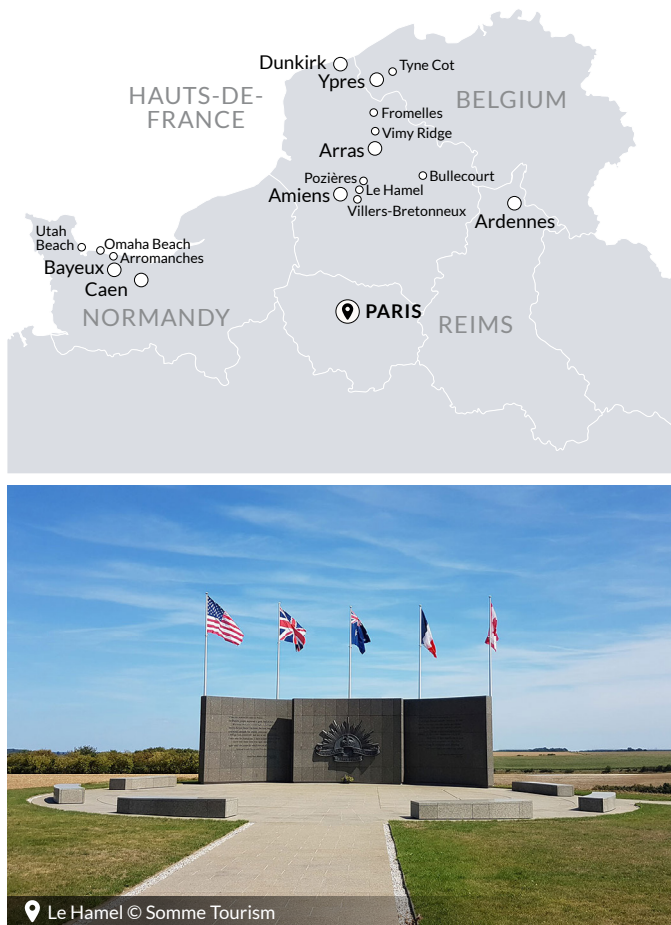 Dunkirk
Tyne Cot
Ypres
HAUTS-DE-
FRANCE
BELGIUM
Fromelles
Vimy Ridge
Arras
Pozières
Bullecourt
Le Hamel
Amiens
Villers-Bretonneux
Ardennes
Utah
Beach
Omaha Beach
Arromanches
Bayeux
Caen
NORMANDY
PARIS
REIMS
Le Hamel © Somme Tourism